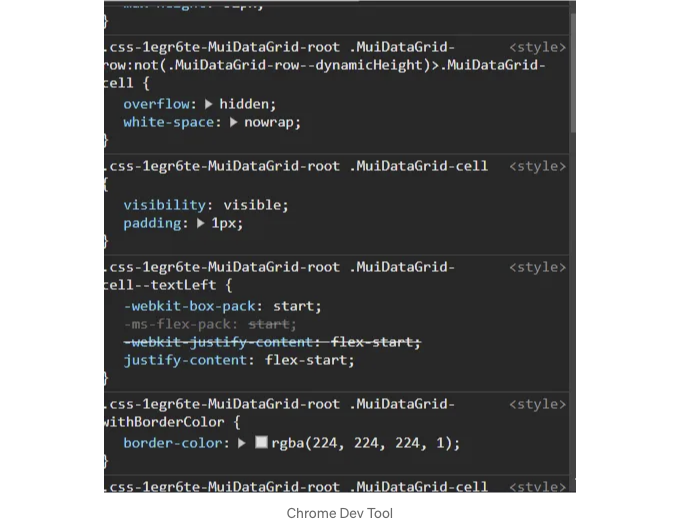 }
.css-1egr6te-MuiDataGrid-root .MuiDataGrid- <style>
row:not(.MuiDataGrid-row--dynamicHeight)>.MuiDataGrid-
cell {
overflow: hidden;
white-space: nowrap;
}
.css-1egr6te-MuiDataGrid-root .MuiDataGrid-cell <style>
{
visibility: visible;
padding: 1px;
}
.css-1egr6te-MuiDataGrid-root .MuiDataGrid- <style>
cell--textLeft {
-webkit-box-pack: start;
-ms-flex-pack: start;
-webkit-justify-content: flex-start;
justify-content: flex-start;
}
.css-1egr6te-MuiDataGrid-root .MuiDataGrid- <style>
withBorderColor {
border-color: rgba(224, 224, 224, 1);
}
.css-1egr6te-MuiDataGrid-root .MuiDataGrid-cell <style>
Chrome Dev Tool